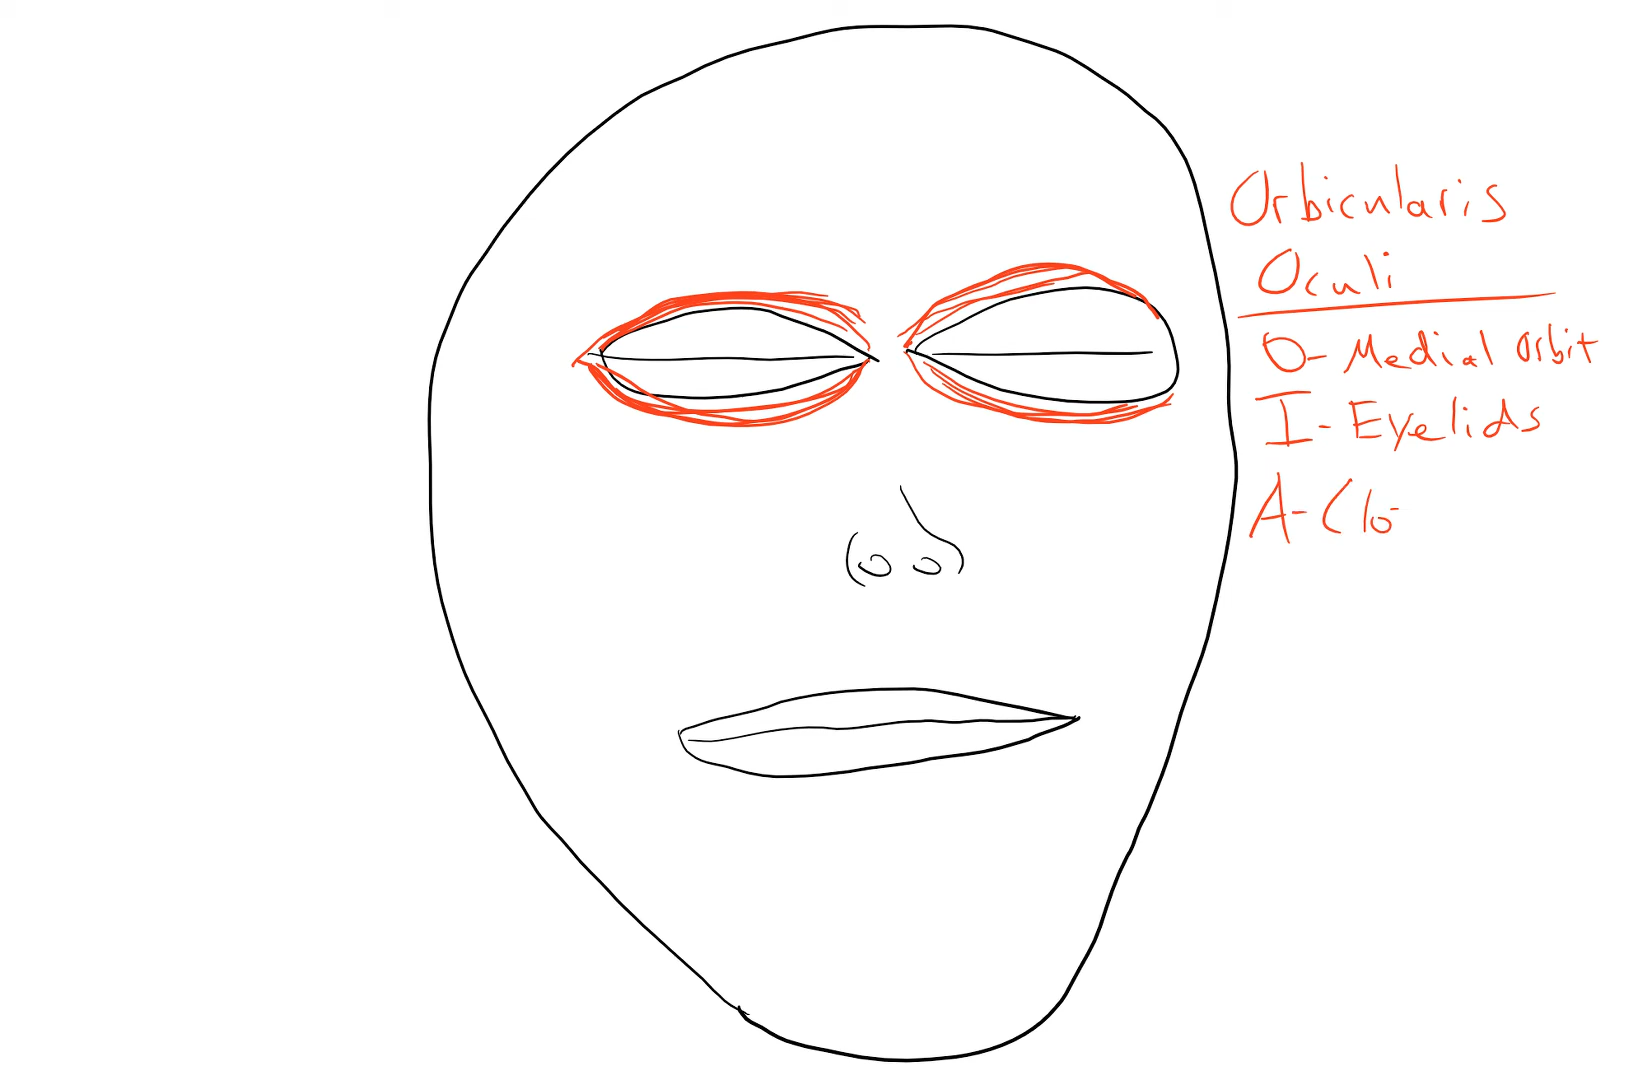 Orbicularis
Oculi
O- Medial Orbit
I- Eyelids
A- Clo